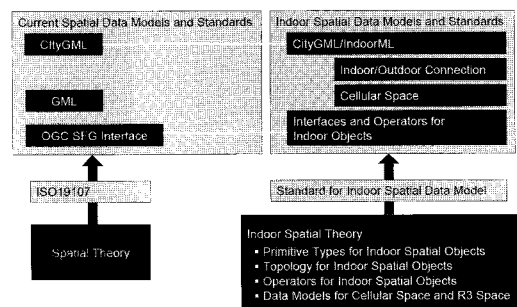 Current Spatial Data Models and Standards
CityGML
GML
OGC SFG Interface
ISO19107
Spatial Theory
Indoor Spatial Data Models and Standards
CityGML/IndoorML
Indoor/Outdoor Connection
Cellular Space
Interfaces and Operators for
Indoor Objects
Standard for Indoor Spatial Data Model
Indoor Spatial Theory
▪ Primitive Types for Indoor Spatial Objects
▪ Topology for Indoor Spatial Objects
▪ Operators for Indoor Spatial Objects
▪ Data Models for Cellular Space and R3 Space